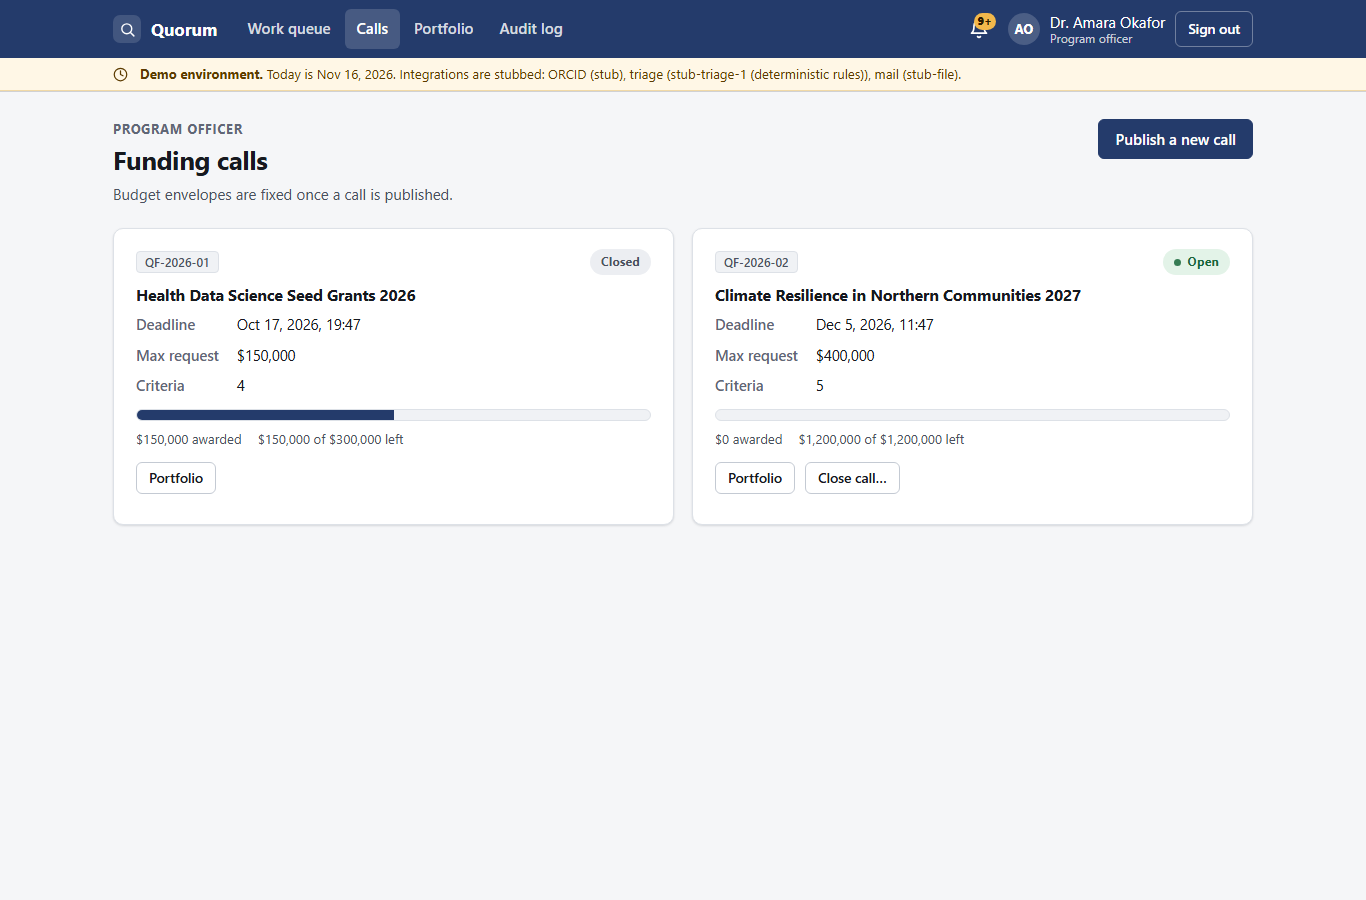 Quorum
Work queue
Calls
Portfolio
Audit log
9+
AO
Dr. Amara Okafor
Program officer
Sign out
Demo environment. Today is Nov 16, 2026. Integrations are stubbed: ORCID (stub), triage (stub-triage-1 (deterministic rules)), mail (stub-file).
PROGRAM OFFICER
Funding calls
Budget envelopes are fixed once a call is published.
Publish a new call
QF-2026-01
Closed
Health Data Science Seed Grants 2026
Deadline Oct 17, 2026, 19:47
Max request $150,000
Criteria 4
$150,000 awarded $150,000 of $300,000 left
Portfolio
QF-2026-02
Open
Climate Resilience in Northern Communities 2027
Deadline Dec 5, 2026, 11:47
Max request $400,000
Criteria 5
$0 awarded $1,200,000 of $1,200,000 left
Portfolio
Close call...